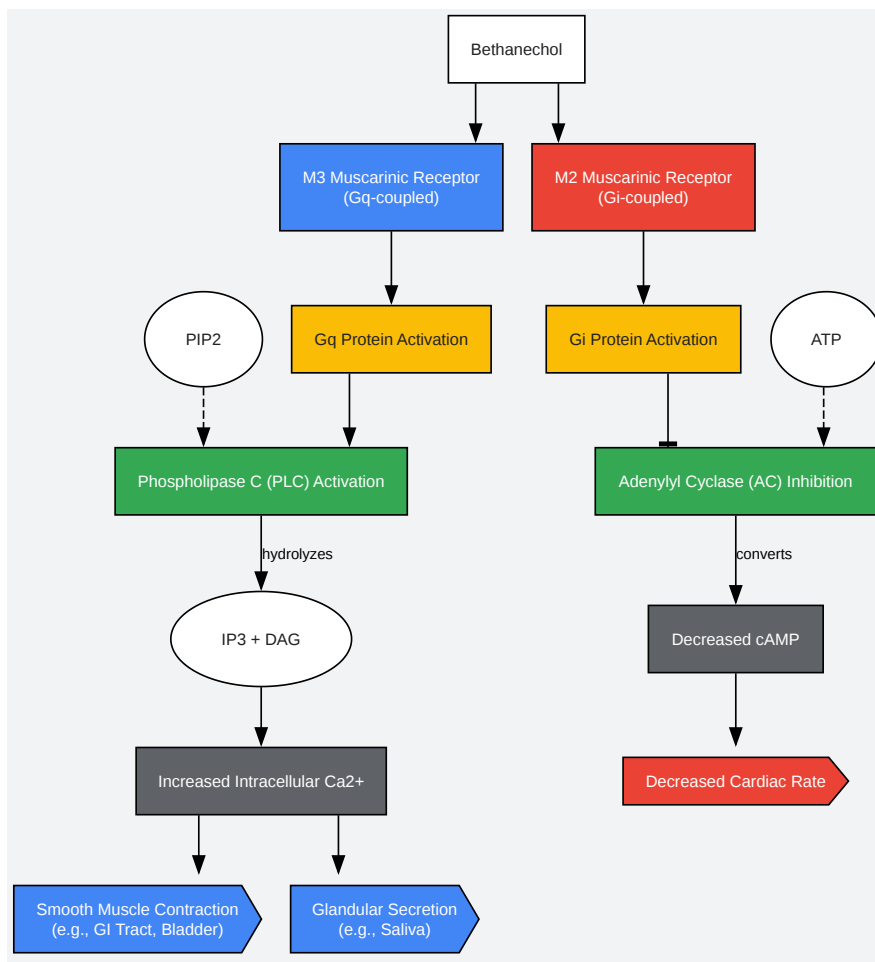 Bethanechol
M3 Muscarinic Receptor
(Gq-coupled)
M2 Muscarinic Receptor
(Gi-coupled)
PIP2
Gq Protein Activation
Gi Protein Activation
ATP
Phospholipase C (PLC) Activation
Adenylyl Cyclase (AC) Inhibition
hydrolyzes
converts
IP3 + DAG
Decreased cAMP
Increased Intracellular Ca2+
Decreased Cardiac Rate
Smooth Muscle Contraction
(e.g., GI Tract, Bladder)
Glandular Secretion
(e.g., Saliva)